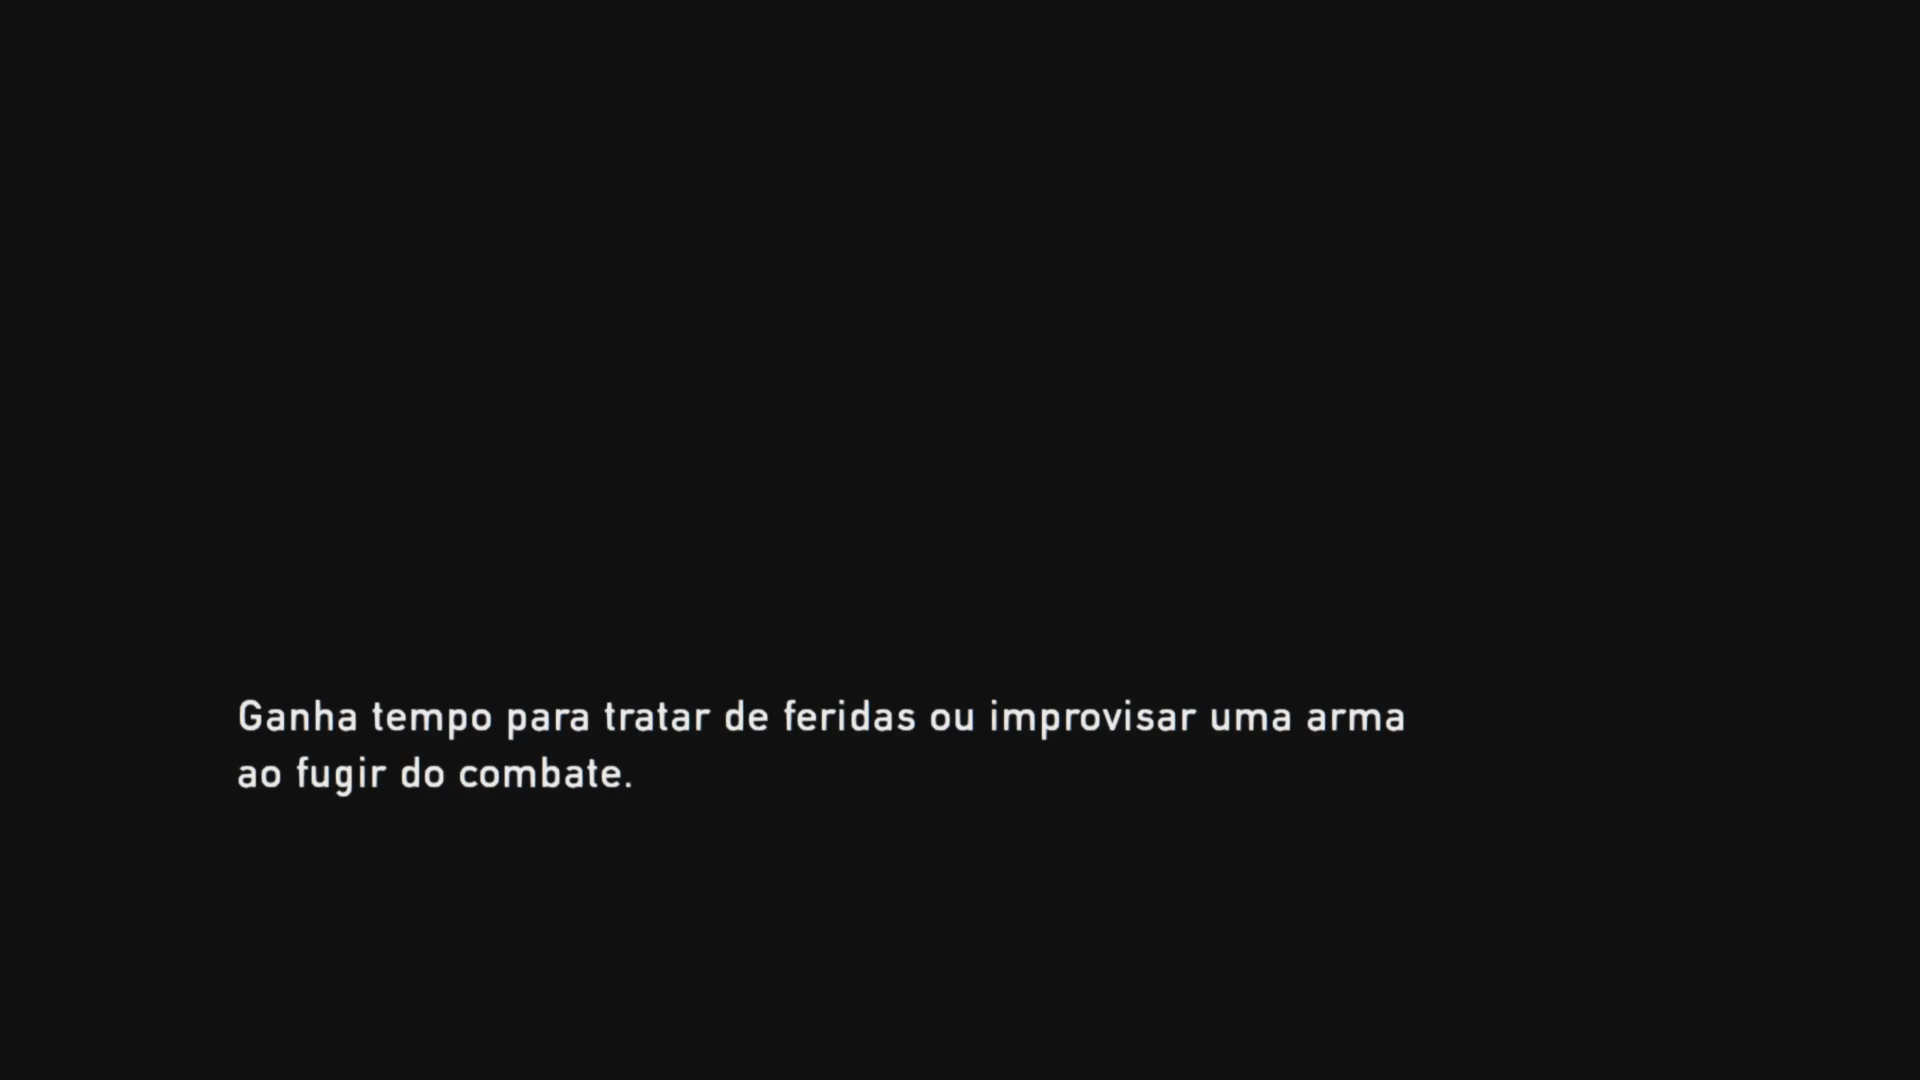 Ganha tempo para tratar de feridas ou improvisar uma arma
ao fugir do combate.